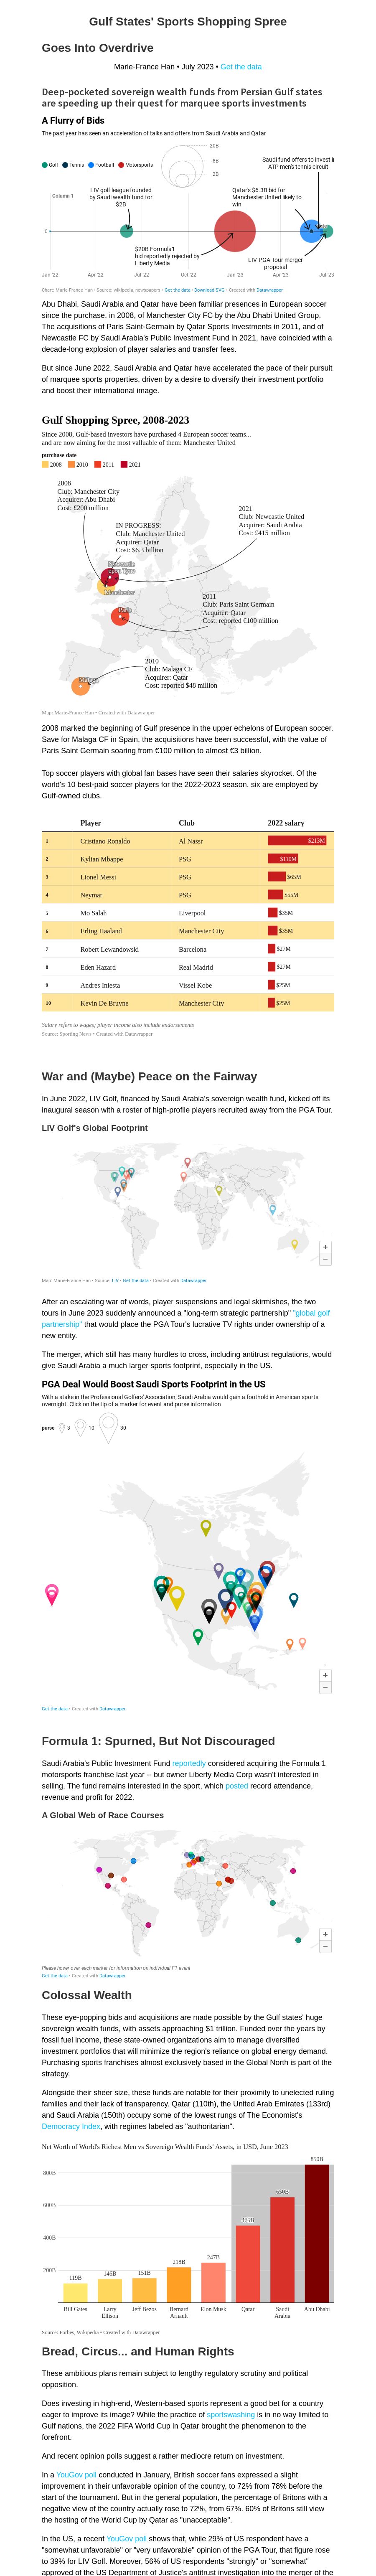 Gulf States' Sports Shopping Spree
Goes Into Overdrive
Marie-France Han • July 2023 • Get the data
Deep-pocketed sovereign wealth funds from Persian Gulf states
are speeding up their quest for marquee sports investments
A Flurry of Bids
The past year has seen an acceleration of talks and offers from Saudi Arabia and Qatar
20B
8B
2B
Golf Tennis Football Motorsports
Saudi fund offers to invest i
ATP men's tennis circuit
Column 1
LIV golf league founded
by Saudi wealth fund for
$2B
Qatar's $6.3B bid for
Manchester United likely to
win
0
$20B Formula1
bid reportedly rejected by
Liberty Media
LIV-PGA Tour merger
proposal
Jan '22 Apr '22 Jul '22 Oct '22 Jan '23 Apr '23 Jul '23
Chart: Marie-France Han • Source: wikipedia, newspapers • Get the data • Download SVG • Created with Datawrapper
Abu Dhabi, Saudi Arabia and Qatar have been familiar presences in European soccer
since the purchase, in 2008, of Manchester City FC by the Abu Dhabi United Group.
The acquisitions of Paris Saint-Germain by Qatar Sports Investments in 2011, and of
Newcastle FC by Saudi Arabia's Public Investment Fund in 2021, have coincided with a
decade-long explosion of player salaries and transfer fees.
But since June 2022, Saudi Arabia and Qatar have accelerated the pace of their pursuit
of marquee sports properties, driven by a desire to diversify their investment portfolio
and boost their international image.
Gulf Shopping Spree, 2008-2023
Since 2008, Gulf-based investors have purchased 4 European soccer teams...
and are now aiming for the most valuable of them: Manchester United
purchase date
2008 2010 2011 2021
2008
Club: Manchester City
Acquirer: Abu Dhabi
Cost: £200 million
IN PROGRESS:
Club: Manchester United
Acquirer: Qatar
Cost: $6.3 billion
2021
Club: Newcastle United
Acquirer: Saudi Arabia
Cost: £415 million
Newcastle
upon Tyne
Manchester
2011
Club: Paris Saint Germain
Acquirer: Qatar
Cost: reported €100 million
Paris
2010
Club: Malaga CF
Acquirer: Qatar
Cost: reported $48 million
Malaga
Map: Marie-France Han • Created with Datawrapper
2008 marked the beginning of Gulf presence in the upper echelons of European soccer.
Save for Malaga CF in Spain, the acquisitions have been successful, with the value of
Paris Saint Germain soaring from €100 million to almost €3 billion.
Top soccer players with global fan bases have seen their salaries skyrocket. Of the
world's 10 best-paid soccer players for the 2022-2023 season, six are employed by
Gulf-owned clubs.
Player Club 2022 salary
1 Cristiano Ronaldo Al Nassr $213M
2 Kylian Mbappe PSG $110M
3 Lionel Messi PSG $65M
4 Neymar PSG $55M
5 Mo Salah Liverpool $35M
6 Erling Haaland Manchester City $35M
7 Robert Lewandowski Barcelona $27M
8 Eden Hazard Real Madrid $27M
9 Andres Iniesta Vissel Kobe $25M
10 Kevin De Bruyne Manchester City $25M
Salary refers to wages; player income also include endorsements
Source: Sporting News • Created with Datawrapper
War and (Maybe) Peace on the Fairway
In June 2022, LIV Golf, financed by Saudi Arabia's sovereign wealth fund, kicked off its
inaugural season with a roster of high-profile players recruited away from the PGA Tour.
LIV Golf's Global Footprint
+
−
Map: Marie-France Han • Source: LIV • Get the data • Created with Datawrapper
After an escalating war of words, player suspensions and legal skirmishes, the two
tours in June 2023 suddenly announced a "long-term strategic partnership" "global golf
partnership" that would place the PGA Tour's lucrative TV rights under ownership of a
new entity.
The merger, which still has many hurdles to cross, including antitrust regulations, would
give Saudi Arabia a much larger sports footprint, especially in the US.
PGA Deal Would Boost Saudi Sports Footprint in the US
With a stake in the Professional Golfers' Association, Saudi Arabia would gain a foothold in American sports
overnight. Click on the tip of a marker for event and purse information
purse 3 10 30
+
−
Get the data • Created with Datawrapper
Formula 1: Spurned, But Not Discouraged
Saudi Arabia's Public Investment Fund reportedly considered acquiring the Formula 1
motorsports franchise last year -- but owner Liberty Media Corp wasn't interested in
selling. The fund remains interested in the sport, which posted record attendance,
revenue and profit for 2022.
A Global Web of Race Courses
+
−
Please hover over each marker for information on individual F1 event
Get the data • Created with Datawrapper
Colossal Wealth
These eye-popping bids and acquisitions are made possible by the Gulf states' huge
sovereign wealth funds, with assets approaching $1 trillion. Funded over the years by
fossil fuel income, these state-owned organizations aim to manage diversified
investment portfolios that will minimize the region's reliance on global energy demand.
Purchasing sports franchises almost exclusively based in the Global North is part of the
strategy.
Alongside their sheer size, these funds are notable for their proximity to unelected ruling
families and their lack of transparency. Qatar (110th), the United Arab Emirates (133rd)
and Saudi Arabia (150th) occupy some of the lowest rungs of The Economist's
Democracy Index, with regimes labeled as "authoritarian".
Net Worth of World's Richest Men vs Sovereign Wealth Funds' Assets, in USD, June 2023
850B
800B
650B
600B
475B
400B
247B
218B
200B
151B
146B
119B
Bill Gates Larry Ellison Jeff Bezos Bernard Arnault Elon Musk Qatar Saudi Arabia Abu Dhabi
Source: Forbes, Wikipedia • Created with Datawrapper
Bread, Circus... and Human Rights
These ambitious plans remain subject to lengthy regulatory scrutiny and political
opposition.
Does investing in high-end, Western-based sports represent a good bet for a country
eager to improve its image? While the practice of sportswashing is in no way limited to
Gulf nations, the 2022 FIFA World Cup in Qatar brought the phenomenon to the
forefront.
And recent opinion polls suggest a rather mediocre return on investment.
In a YouGov poll conducted in January, British soccer fans expressed a slight
improvement in their unfavorable opinion of the country, to 72% from 78% before the
start of the tournament. But in the general population, the percentage of Britons with a
negative view of the country actually rose to 72%, from 67%. 60% of Britons still view
the hosting of the World Cup by Qatar as "unacceptable".
In the US, a recent YouGov poll shows that, while 29% of US respondent have a
"somewhat unfavorable" or "very unfavorable" opinion of the PGA Tour, that figure rose
to 39% for LIV Golf. Moreover, 56% of US respondents "strongly" or "somewhat"
approved of the US Department of Justice's antitrust investigation into the merger of the